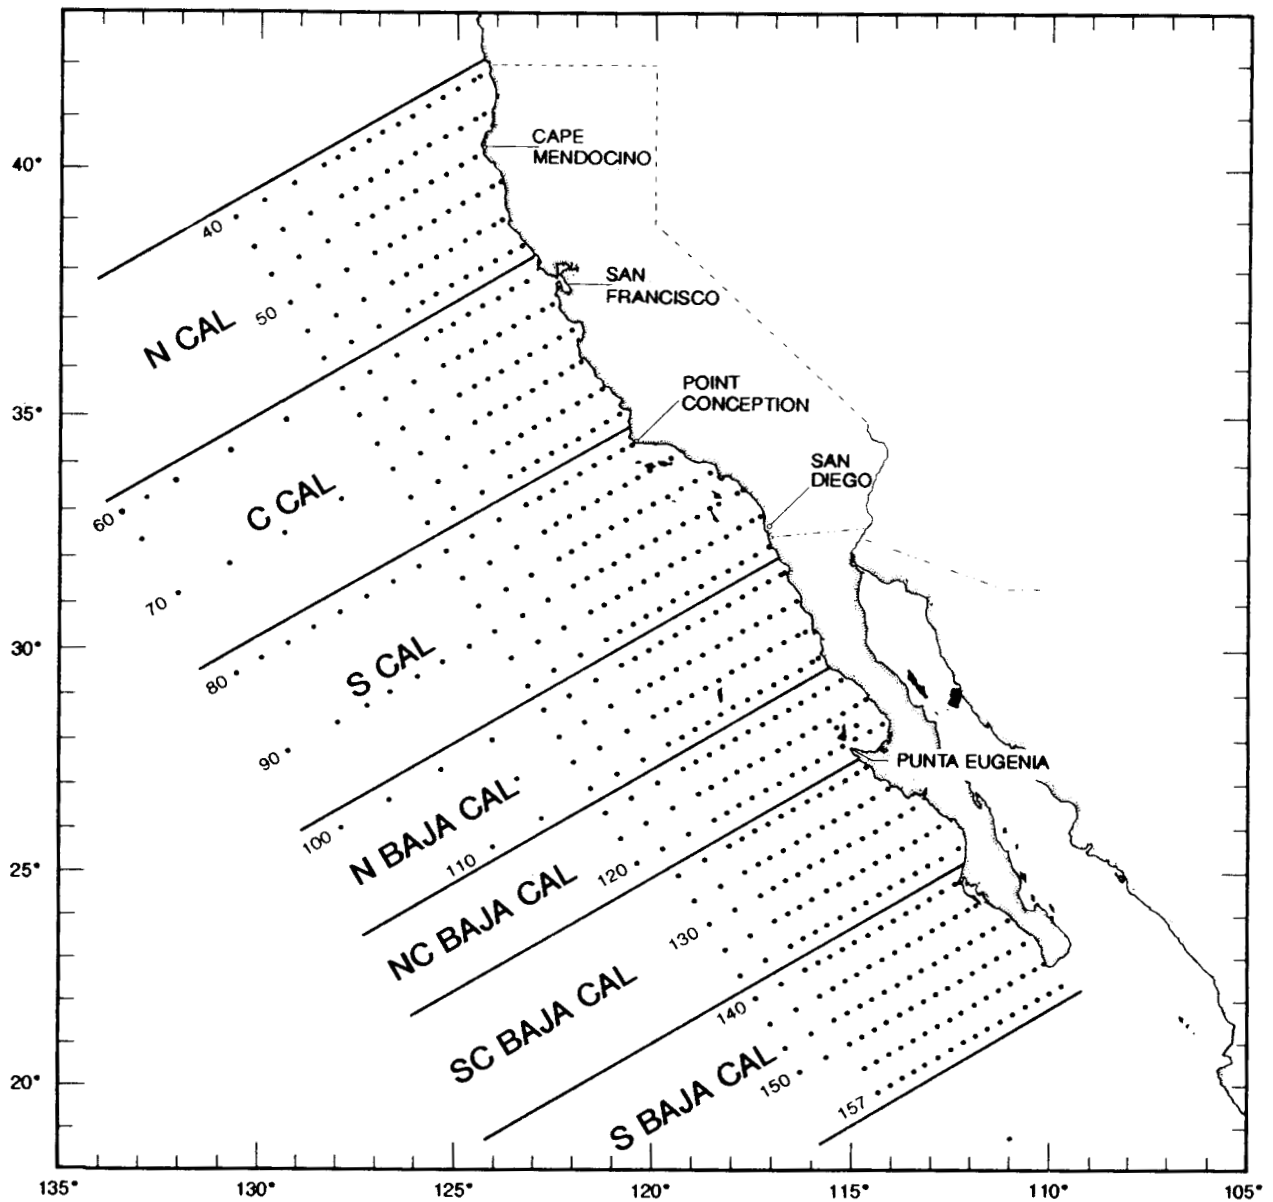 40°
35°
30°
25°
20°
135°
130°
125°
120°
115°
110°
105°
CAPE
MENDOCINO
SAN
FRANCISCO
POINT
CONCEPTION
SAN
DIEGO
PUNTA EUGENIA
40
N CAL
50
60
C CAL
70
80
S CAL
90
100
N BAJA CAL
110
NC BAJA CAL
120
SC BAJA CAL
130
140
S BAJA CAL
150
157